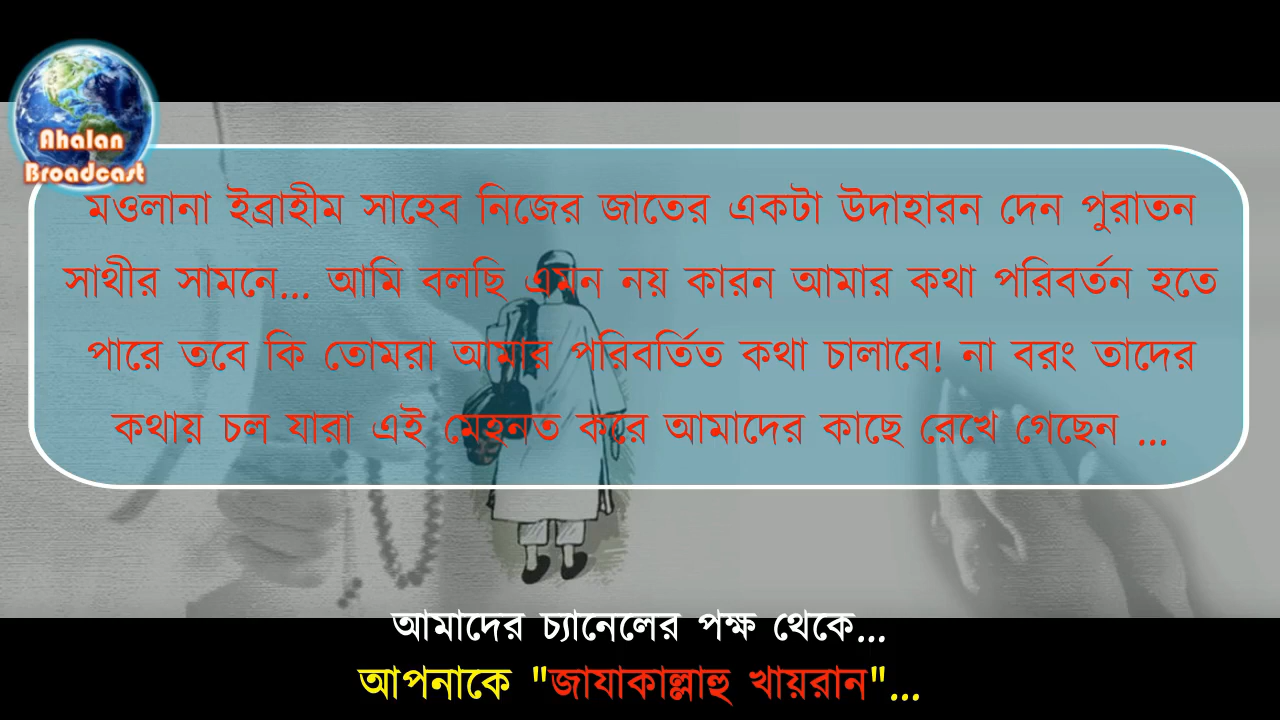 Ahalan
Broadcast
মওলানা ইব্রাহীম সাহেব নিজের জাতের একটা উদাহারন দেন পুরাতন
সাথীর সামনে... আমি বলছি এমন নয় কারন আমার কথা পরিবর্তন হতে
পারে তবে কি তোমরা আমার পরিবর্তিত কথা চালাবে! না বরং তাদের
কথায় চল যারা এই মেহনত করে আমাদের কাছে রেখে গেছেন ...
আমাদের চ্যানেলের পক্ষ থেকে...
আপনাকে "জাযাকাল্লাহু খায়রান"...